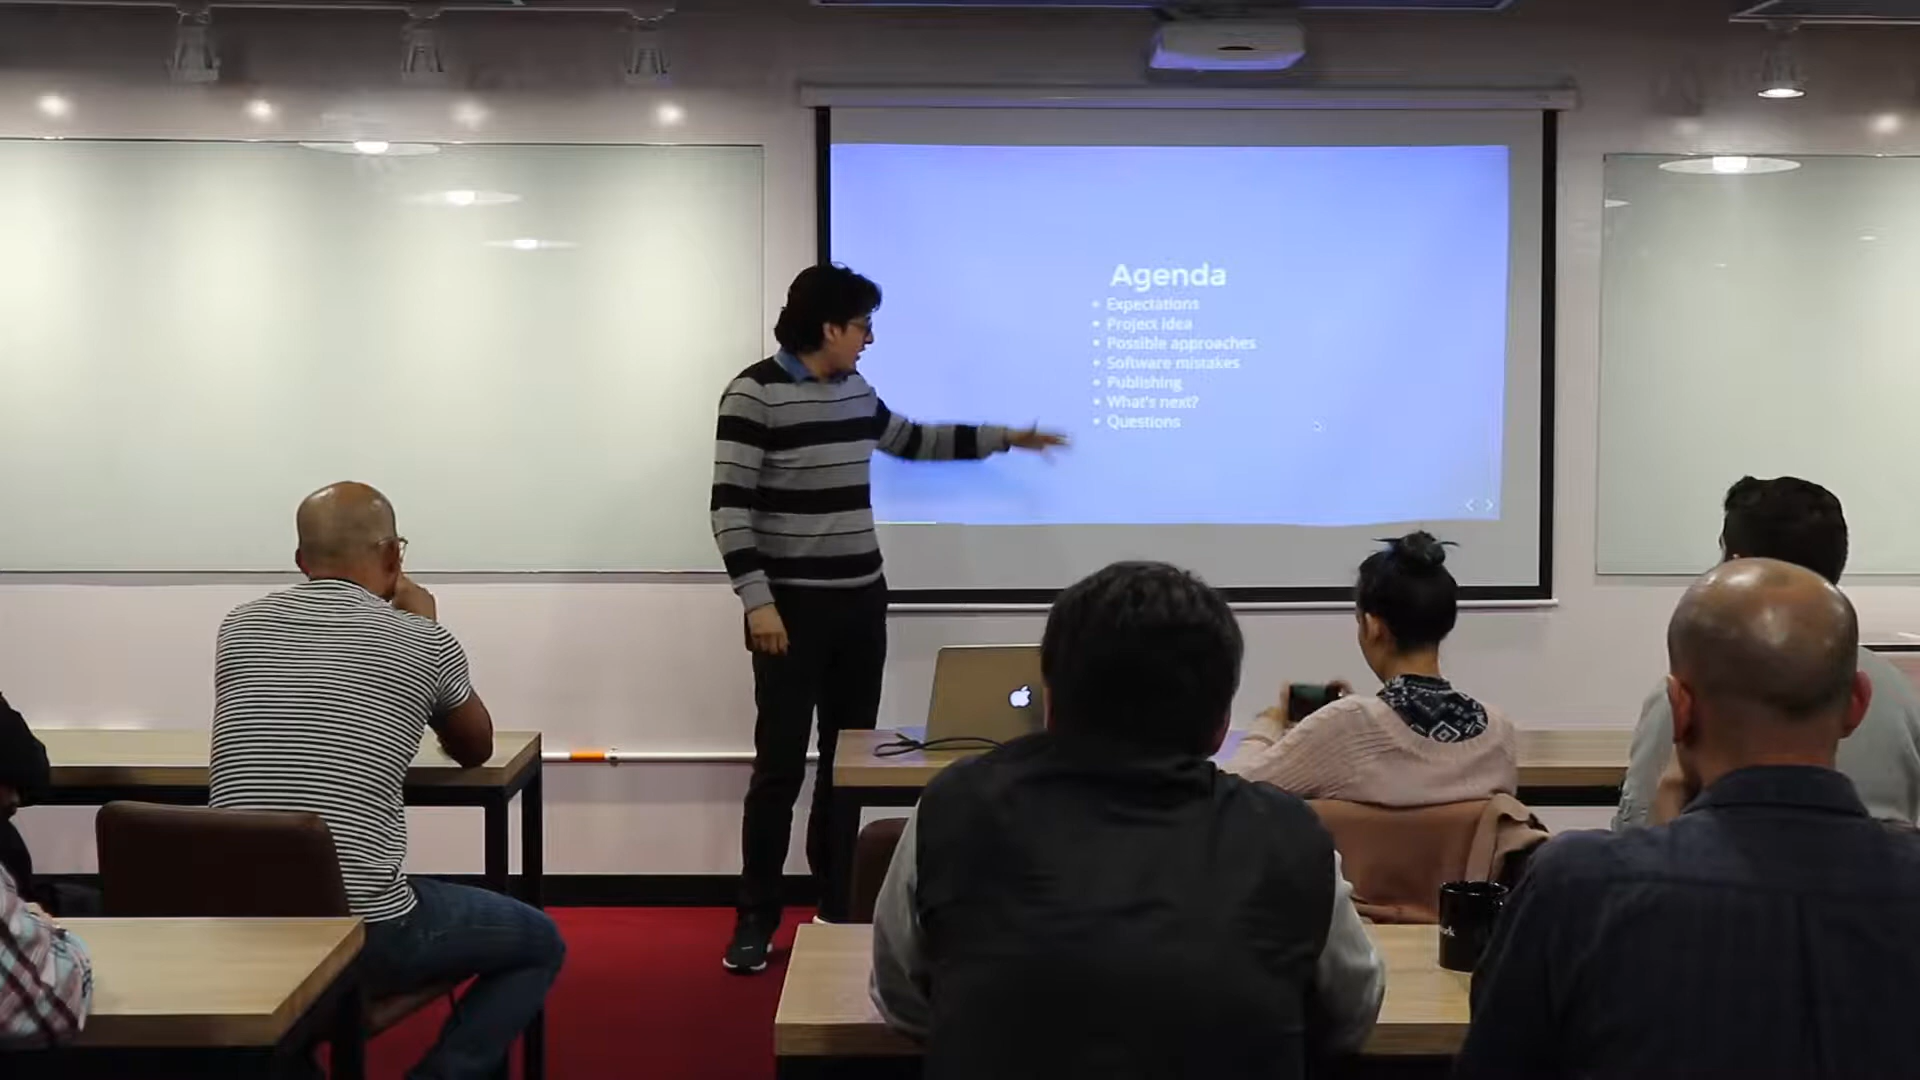 Agenda
• Expectations
• Project idea
• Possible approaches
• Software mistakes
• Publishing
• What's next?
• Questions